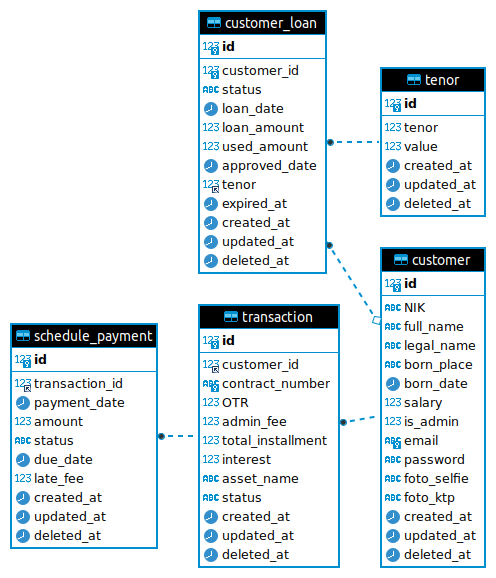 customer_loan
123 id
123 customer_id
ABC status
loan_date
123 loan_amount
123 used_amount
approved_date
123 tenor
expired_at
created_at
updated_at
deleted_at
tenor
123 id
123 tenor
123 value
created_at
updated_at
deleted_at
customer
123 id
ABC NIK
ABC full_name
ABC legal_name
ABC born_place
born_date
123 salary
123 is_admin
ABC email
ABC password
ABC foto_selfie
ABC foto_ktp
created_at
updated_at
deleted_at
transaction
123 id
123 customer_id
ABC contract_number
123 OTR
123 admin_fee
123 total_installment
123 interest
ABC asset_name
ABC status
created_at
updated_at
deleted_at
schedule_payment
123 id
123 transaction_id
payment_date
123 amount
ABC status
due_date
123 late_fee
created_at
updated_at
deleted_at